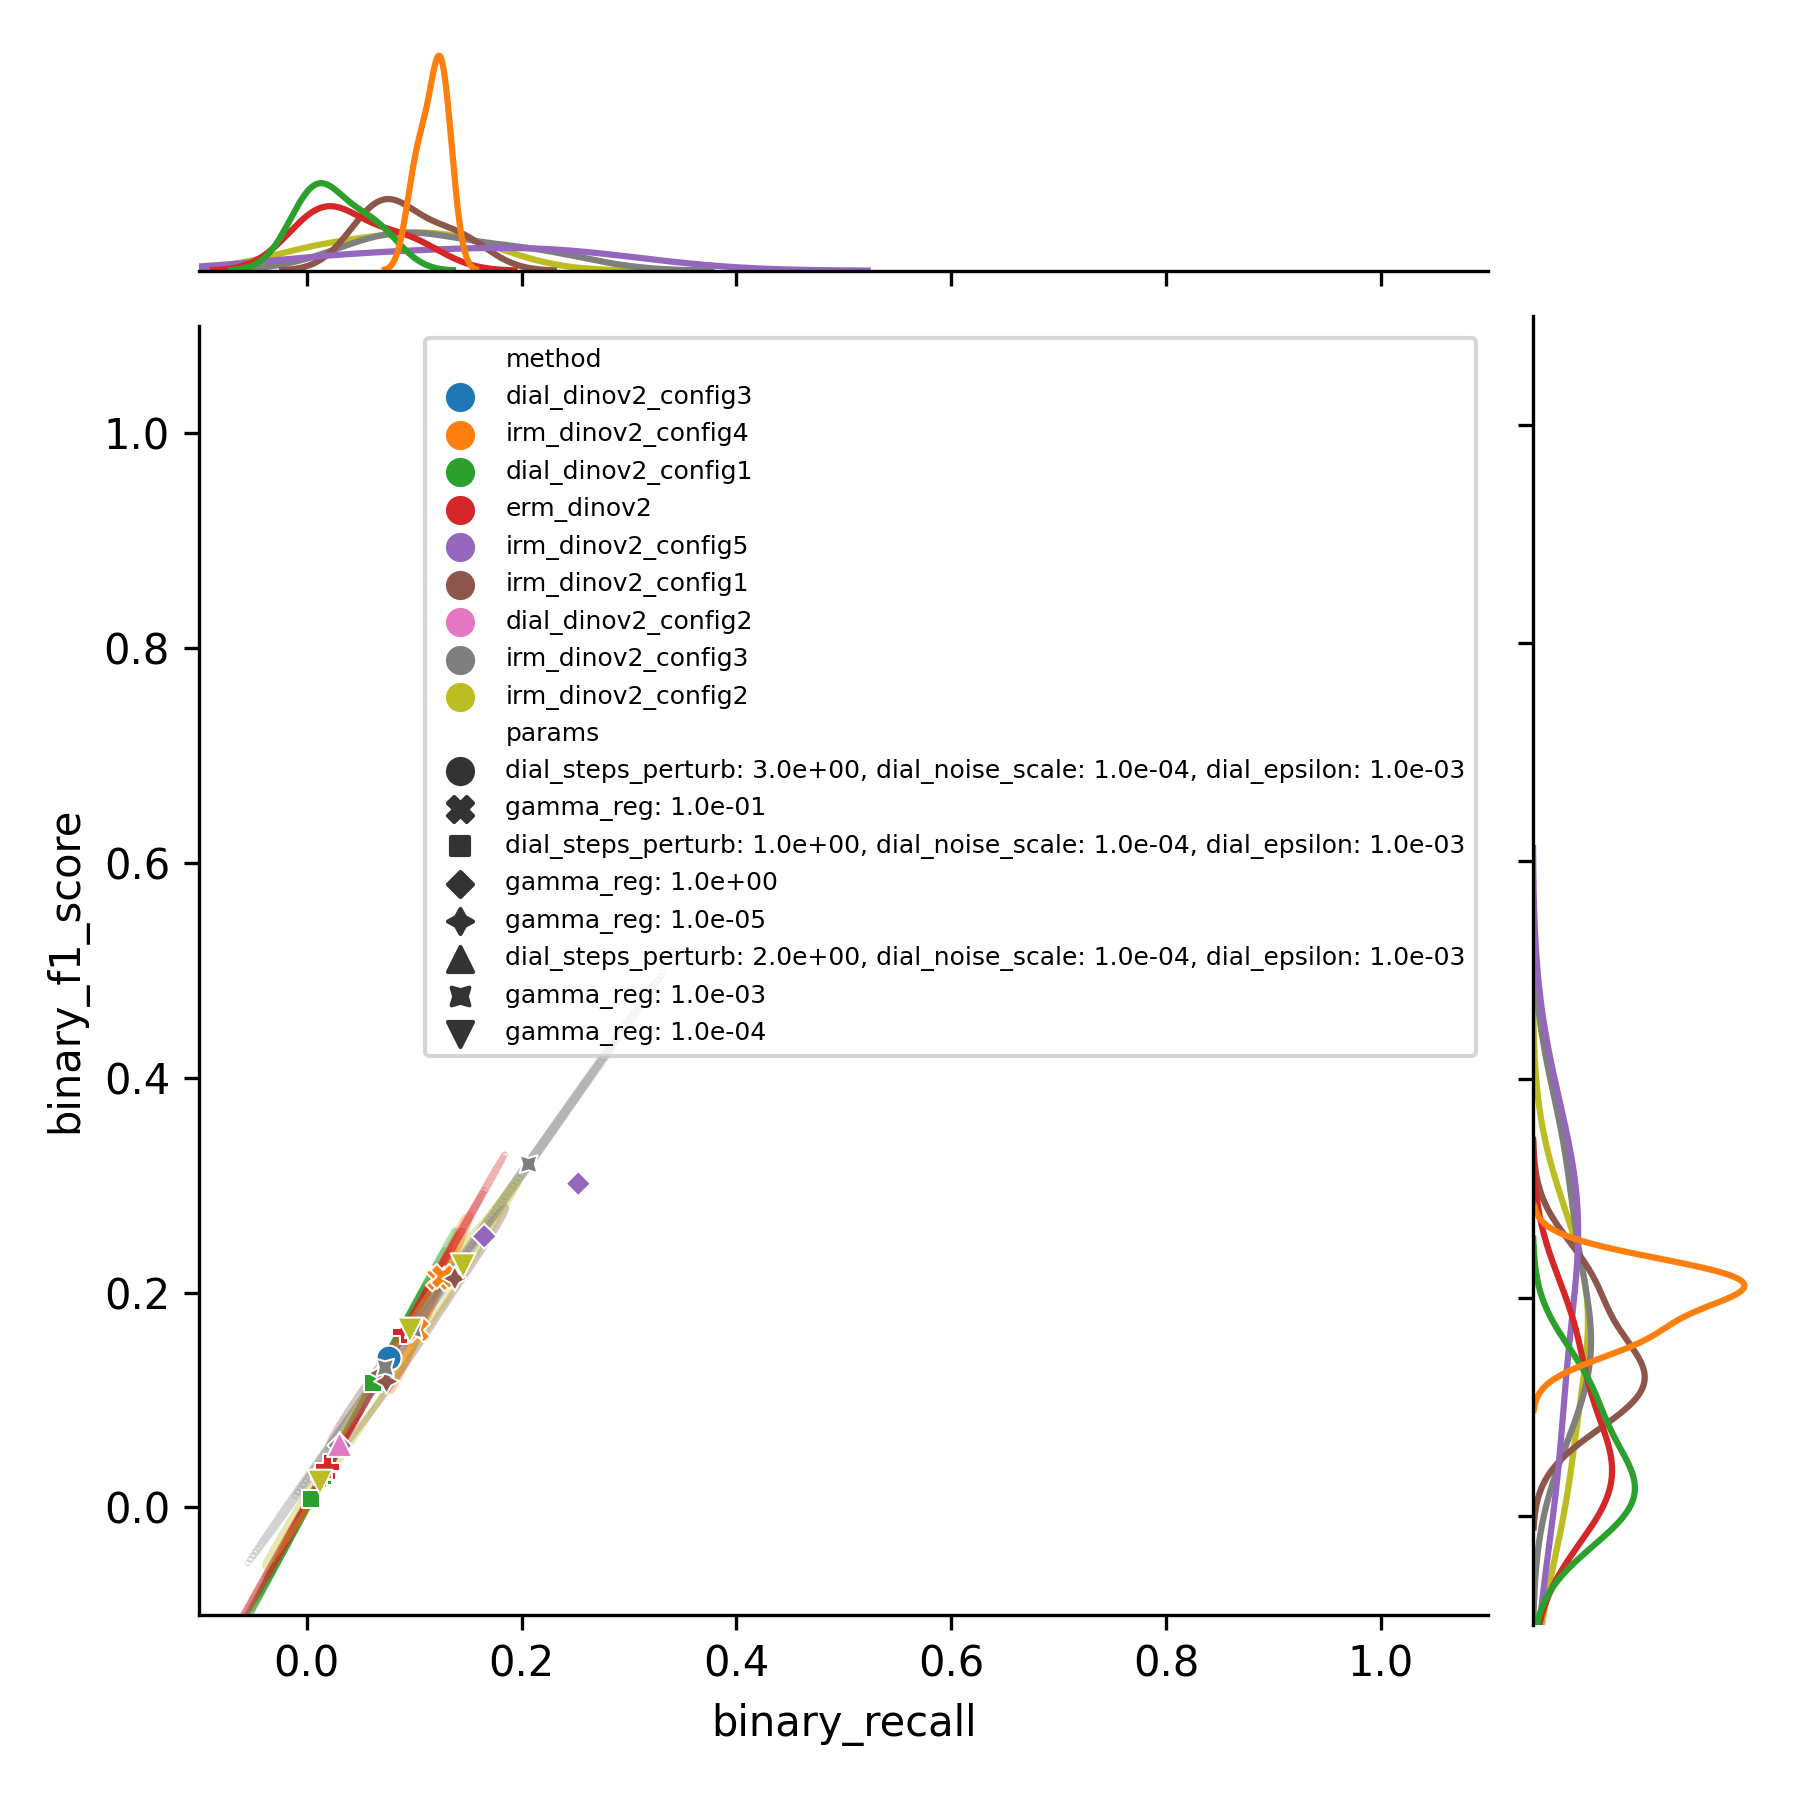 method
dial_dinov2_config3
irm_dinov2_config4
dial_dinov2_config1
erm_dinov2
irm_dinov2_config5
irm_dinov2_config1
dial_dinov2_config2
irm_dinov2_config3
irm_dinov2_config2
params
dial_steps_perturb: 3.0e+00, dial_noise_scale: 1.0e-04, dial_epsilon: 1.0e-03
gamma_reg: 1.0e-01
dial_steps_perturb: 1.0e+00, dial_noise_scale: 1.0e-04, dial_epsilon: 1.0e-03
gamma_reg: 1.0e+00
gamma_reg: 1.0e-05
dial_steps_perturb: 2.0e+00, dial_noise_scale: 1.0e-04, dial_epsilon: 1.0e-03
gamma_reg: 1.0e-03
gamma_reg: 1.0e-04
1.0
0.8
0.6
0.4
0.2
0.0
binary_f1_score
0.0 0.2 0.4 0.6 0.8 1.0
binary_recall